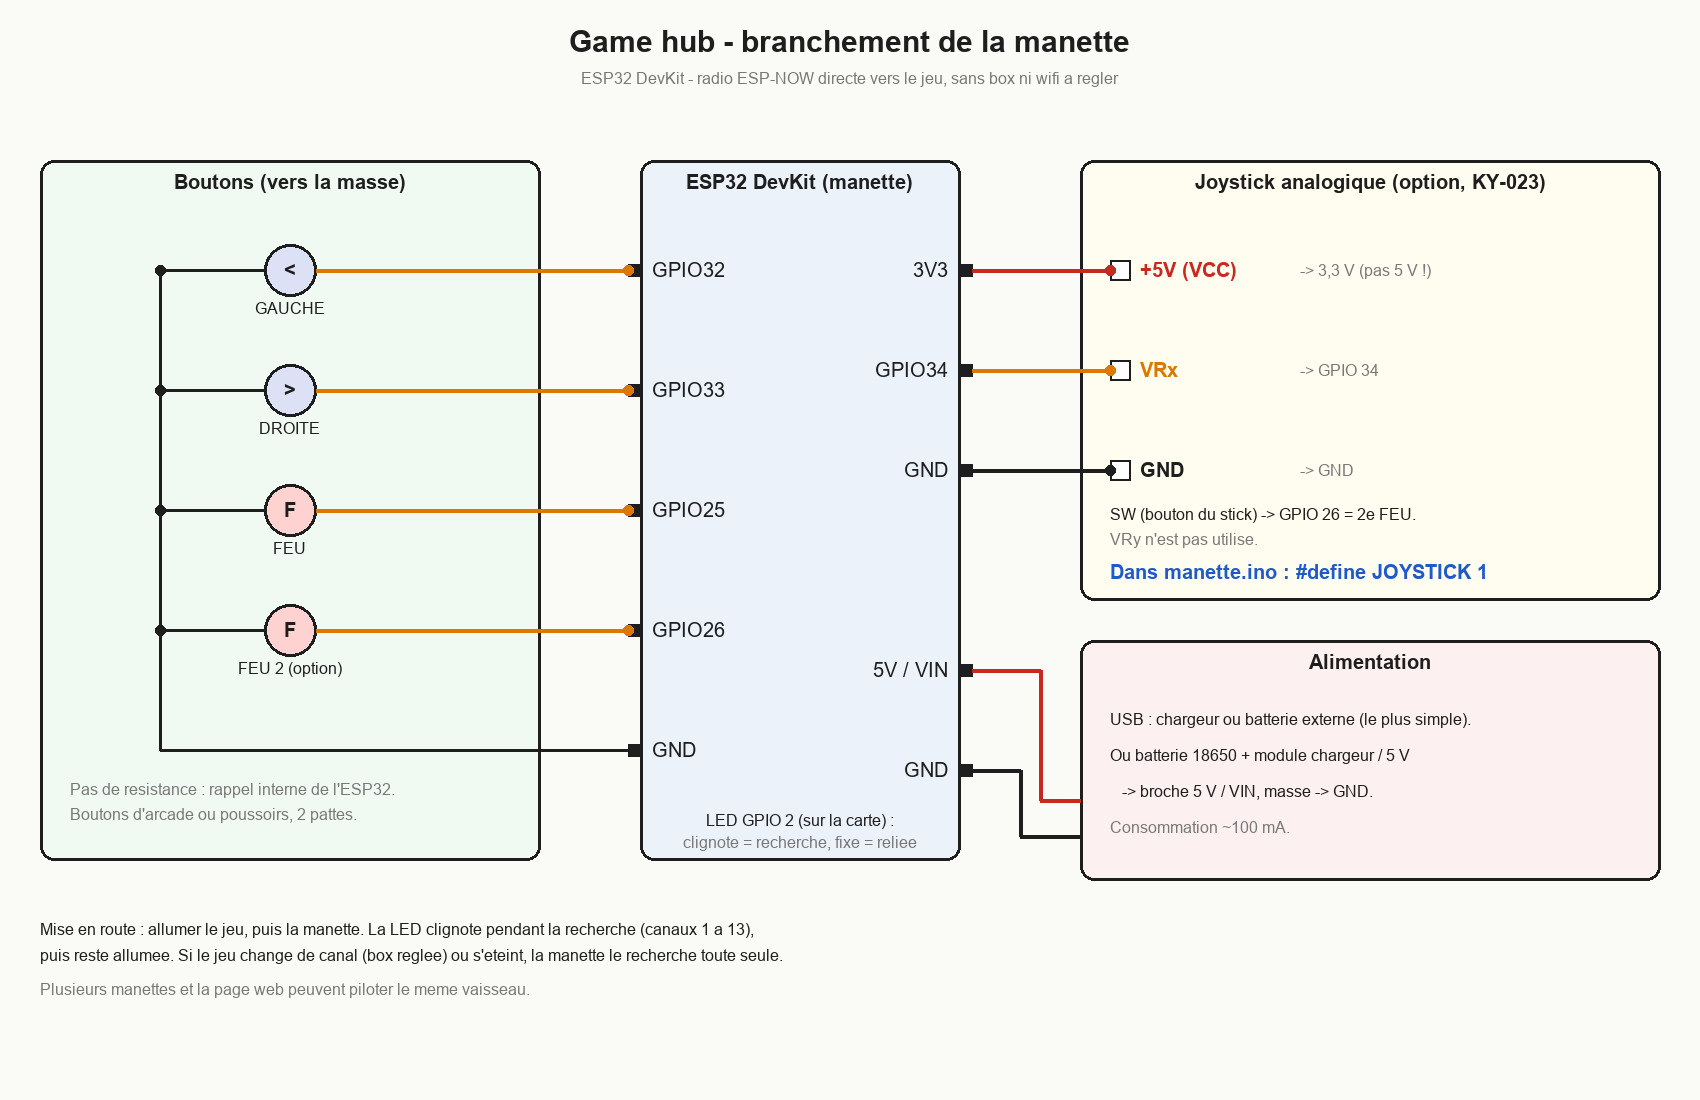 Game hub - branchement de la manette
ESP32 DevKit - radio ESP-NOW directe vers le jeu, sans box ni wifi a regler
Boutons (vers la masse)
<
GAUCHE
>
DROITE
F
FEU
F
FEU 2 (option)
Pas de resistance : rappel interne de l'ESP32.
Boutons d'arcade ou poussoirs, 2 pattes.
ESP32 DevKit (manette)
GPIO32
3V3
GPIO34
GPIO33
GND
GPIO25
GPIO26
5V / VIN
GND
GND
LED GPIO 2 (sur la carte) :
clignote = recherche, fixe = reliee
Joystick analogique (option, KY-023)
+5V (VCC) -> 3,3 V (pas 5 V !)
VRx -> GPIO 34
GND -> GND
SW (bouton du stick) -> GPIO 26 = 2e FEU.
VRy n'est pas utilise.
Dans manette.ino : #define JOYSTICK 1
Alimentation
USB : chargeur ou batterie externe (le plus simple).
Ou batterie 18650 + module chargeur / 5 V
-> broche 5 V / VIN, masse -> GND.
Consommation ~100 mA.
Mise en route : allumer le jeu, puis la manette. La LED clignote pendant la recherche (canaux 1 a 13),
puis reste allumee. Si le jeu change de canal (box reglee) ou s'eteint, la manette le recherche toute seule.
Plusieurs manettes et la page web peuvent piloter le meme vaisseau.